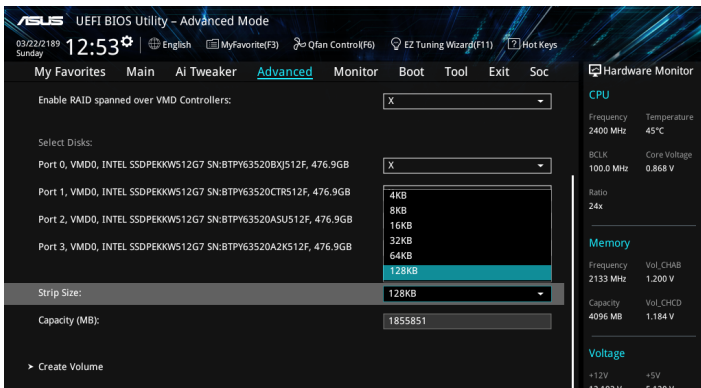 ASUS UEFI BIOS Utility – Advanced Mode
03/22/2189 Sunday 12:53 English MyFavorite(F3) Qfan Control(F6) EZ Tuning Wizard(F11) ? Hot Keys
My Favorites Main Ai Tweaker Advanced Monitor Boot Tool Exit Soc
Enable RAID spanned over VMD Controllers: X
Select Disks:
Port 0, VMD0, INTEL SSDPEKKW512G7 SN:BTPY63520BXJ512F, 476.9GB X
Port 1, VMD0, INTEL SSDPEKKW512G7 SN:BTPY63520CTR512F, 476.9GB
Port 2, VMD0, INTEL SSDPEKKW512G7 SN:BTPY63520ASU512F, 476.9GB
Port 3, VMD0, INTEL SSDPEKKW512G7 SN:BTPY63520A2K512F, 476.9GB
4KB
8KB
16KB
32KB
64KB
128KB
Strip Size: 128KB
Capacity (MB): 1855851
Create Volume
Hardware Monitor
CPU
Frequency Temperature
2400 MHz 45°C
BCLK Core Voltage
100.0 MHz 0.868 V
Ratio
24x
Memory
Frequency Vol_CHAB
2133 MHz 1.200 V
Capacity Vol_CHCD
4096 MB 1.184 V
Voltage
+12V +5V